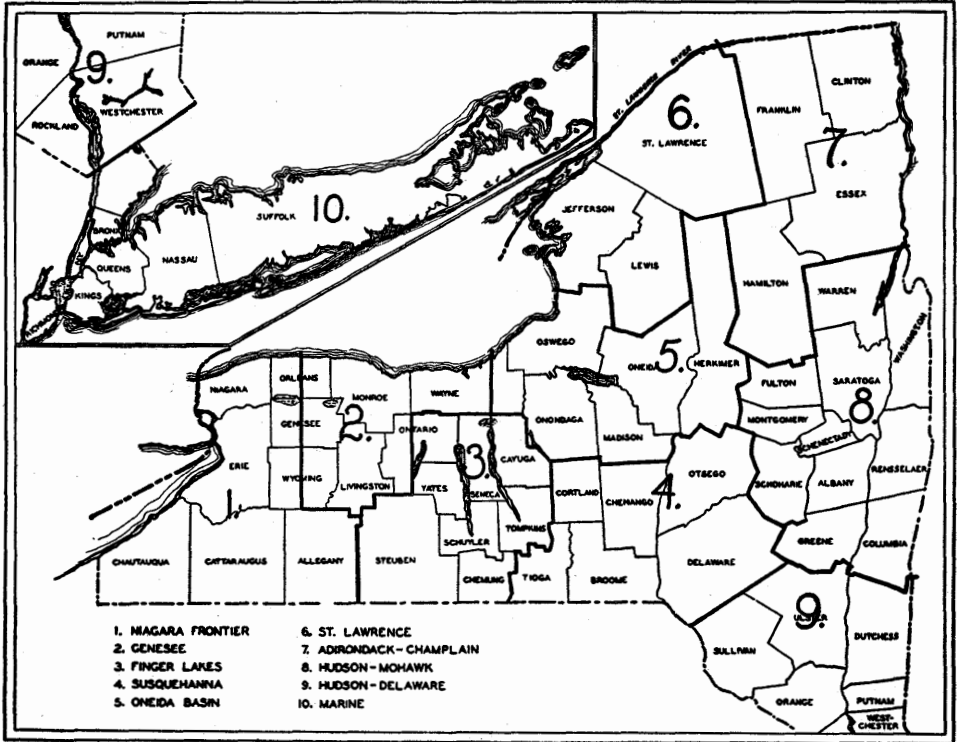 PUTNAM
ORANGE
9.
WESTCHESTER
ROCKLAND
ST. LAWRENCE RIVER
6.
ST. LAWRENCE
FRANKLIN
CLINTON
7.
ESSEX
SUFFOLK
10.
BRONX
NASSAU
QUEENS
N.Y.
KINGS
RICHMOND
JEFFERSON
LEWIS
HAMILTON
WARREN
WASHINGTON
OSWEGO
ONEIDA
5.
HERKIMER
FULTON
SARATOGA
8.
MONTGOMERY
SCHENECTADY
NIAGARA
ORLEANS
MONROE
WAYNE
GENESEE
2.
ONTARIO
ONONDAGA
MADISON
CAYUGA
3.
ERIE
WYOMING
LIVINGSTON
YATES
SENECA
CORTLAND
CHENANGO
4.
OTSEGO
SCHOHARIE
ALBANY
RENSSELAER
SCHUYLER
TOMPKINS
CHAUTAUQUA
CATTARAUGUS
ALLEGANY
STEUBEN
CHEMUNG
TIOGA
BROOME
DELAWARE
GREENE
COLUMBIA
ULSTER
9.
DUTCHESS
SULLIVAN
ORANGE
PUTNAM
WEST-
CHESTER
1. NIAGARA FRONTIER
2. GENESEE
3. FINGER LAKES
4. SUSQUEHANNA
5. ONEIDA BASIN
6. ST. LAWRENCE
7. ADIRONDACK-CHAMPLAIN
8. HUDSON-MOHAWK
9. HUDSON-DELAWARE
10. MARINE